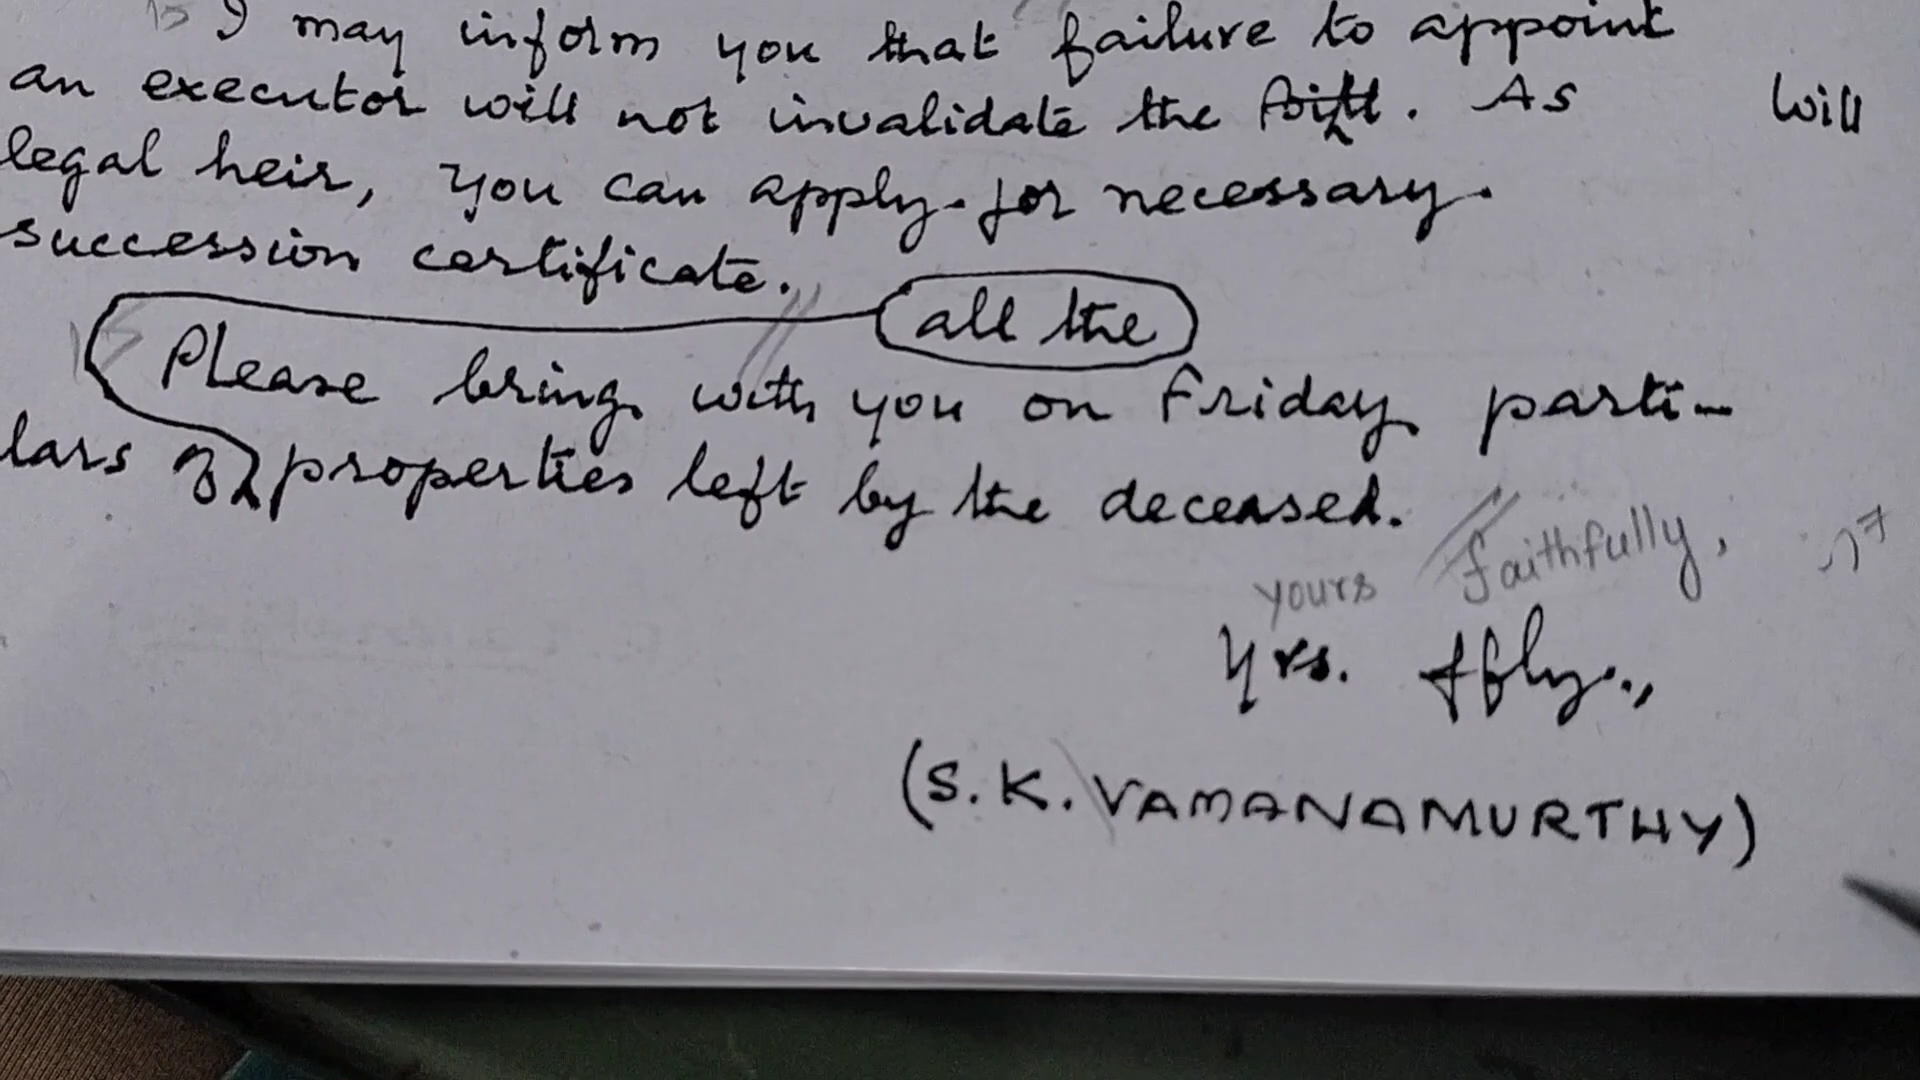 15 I may inform you that failure to appoint
an executor will not invalidate the . As will
legal heir, you can apply for necessary
succession certificate. //
all the
15 Please bring with you on Friday parti-
lars of properties left by the deceased. //
yours faithfully,
Yrs. ffly.,
(S. K. VAMANAMURTHY)